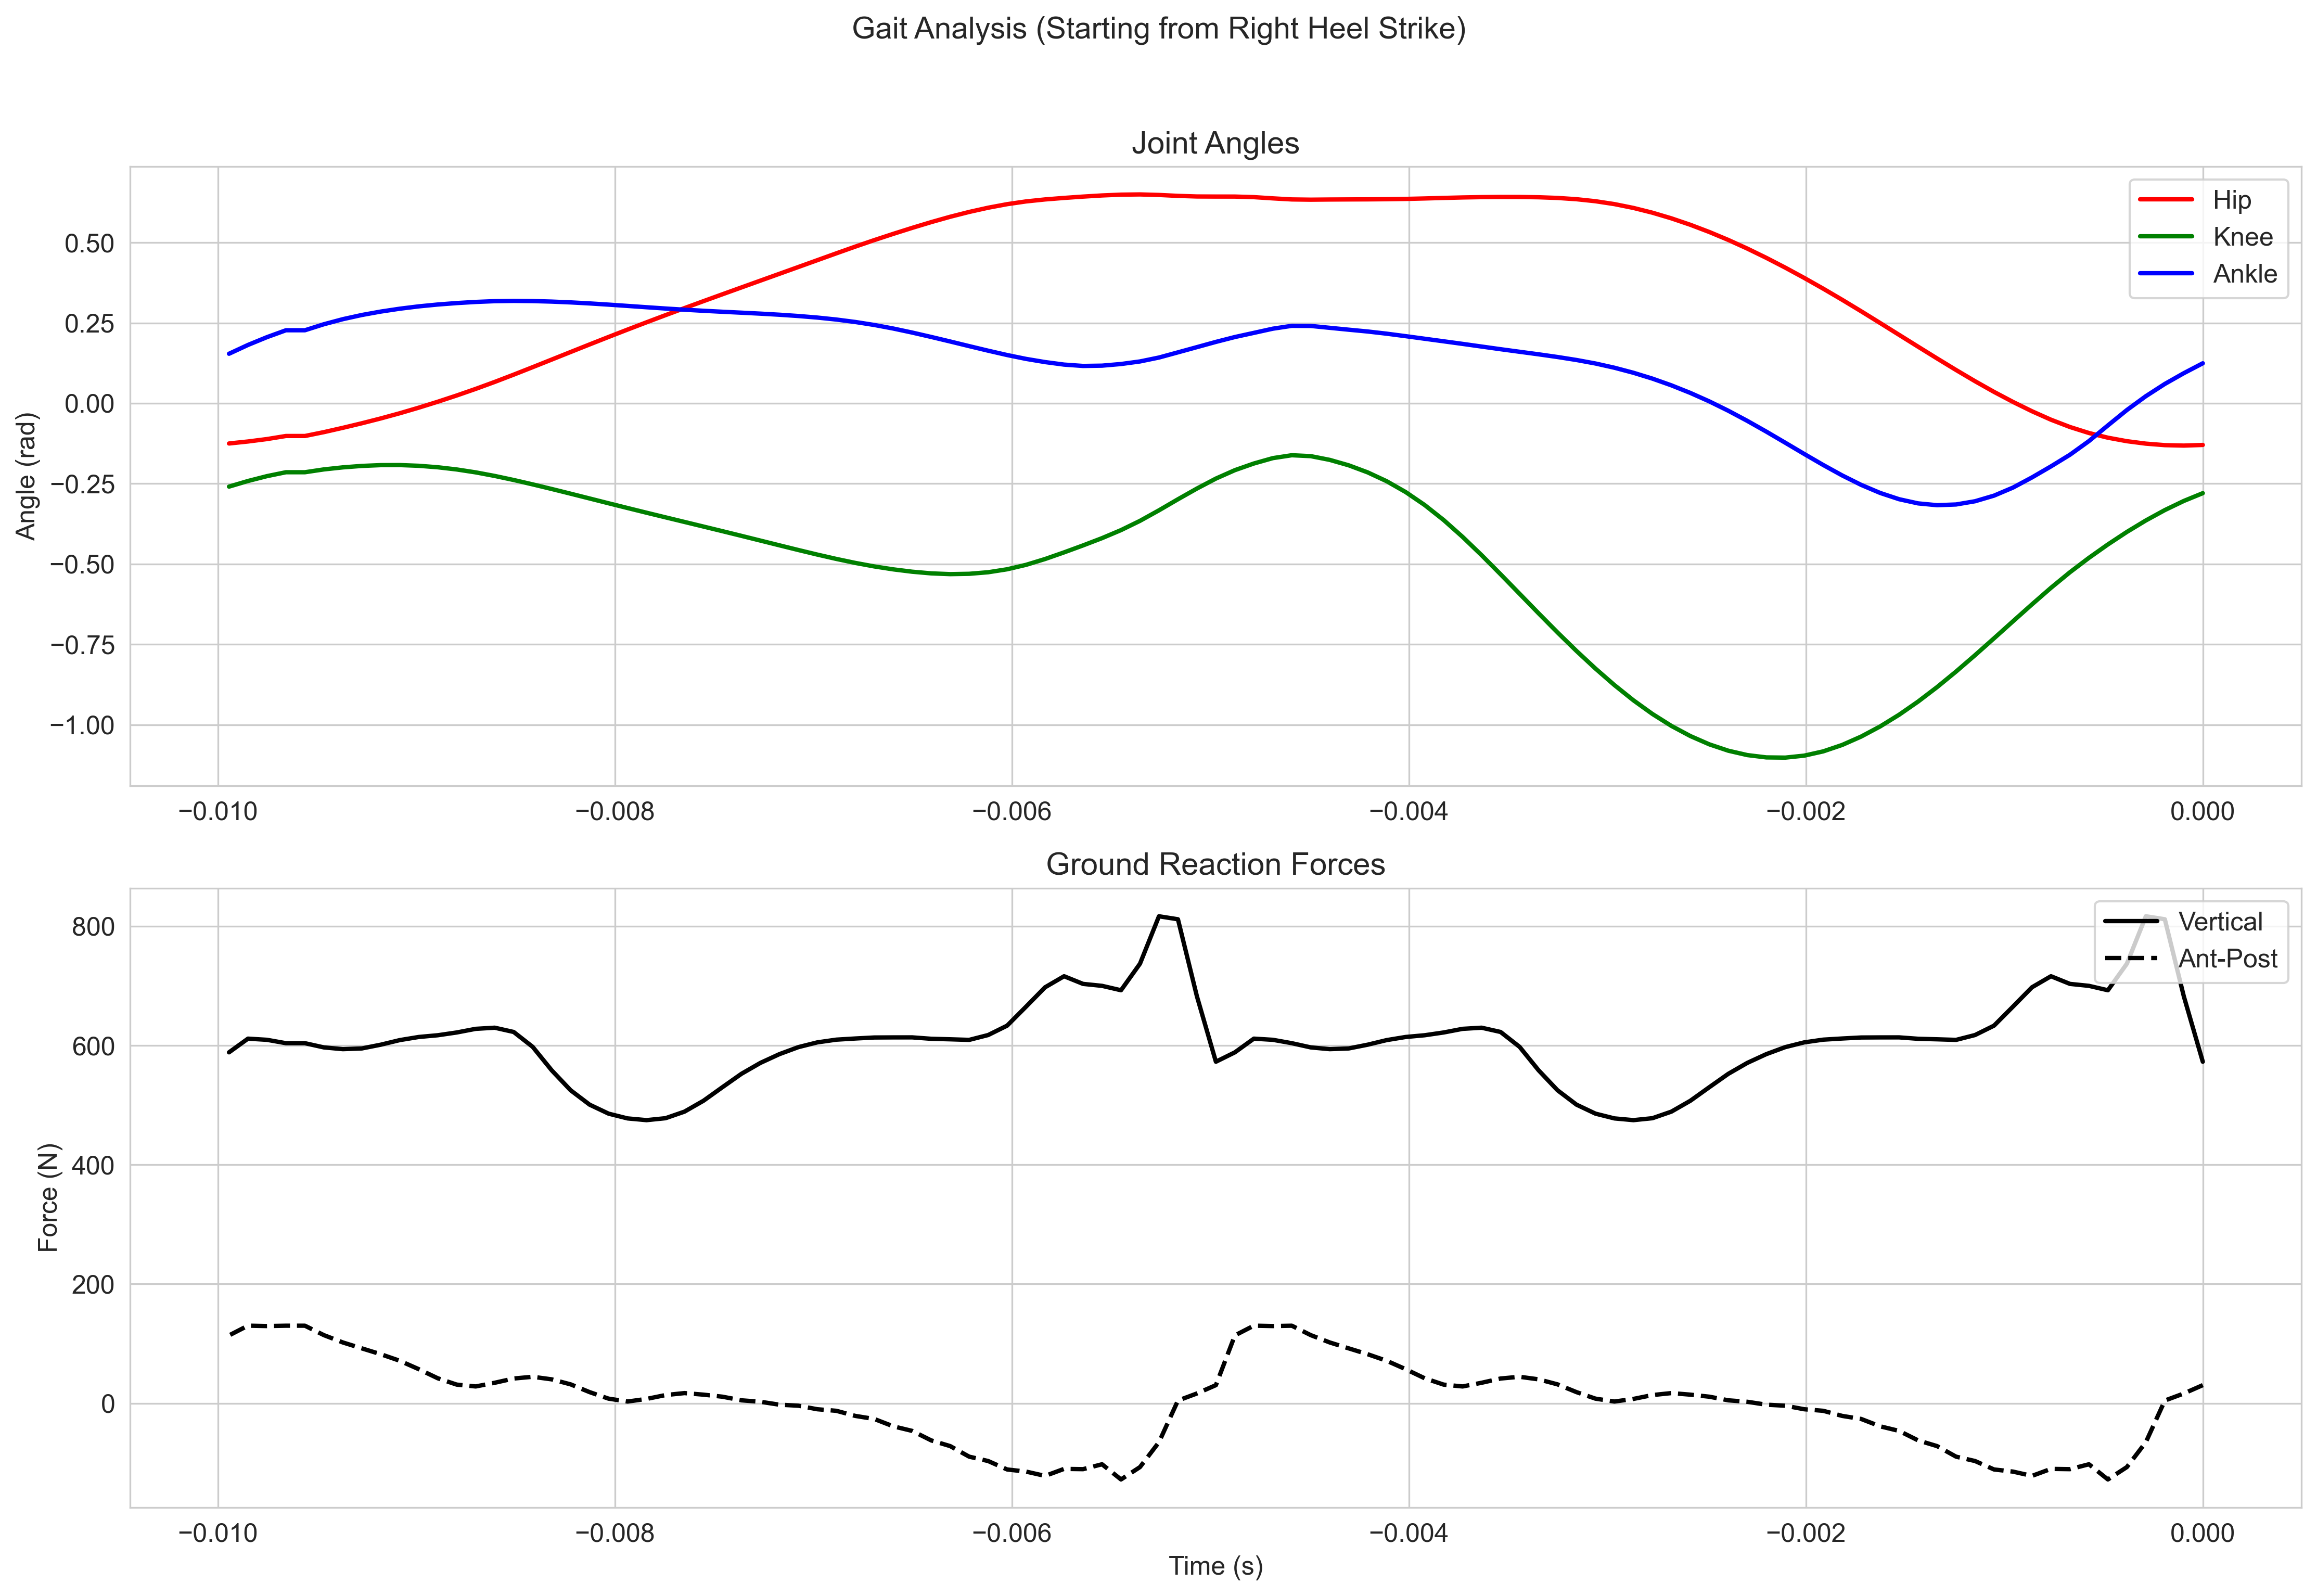 Gait Analysis (Starting from Right Heel Strike)
Joint Angles
Hip
Knee
Ankle
Angle (rad)
0.50
0.25
0.00
−0.25
−0.50
−0.75
−1.00
−0.010 −0.008 −0.006 −0.004 −0.002 0.000
Ground Reaction Forces
Vertical
Ant-Post
Force (N)
800
600
400
200
0
−0.010 −0.008 −0.006 −0.004 −0.002 0.000
Time (s)